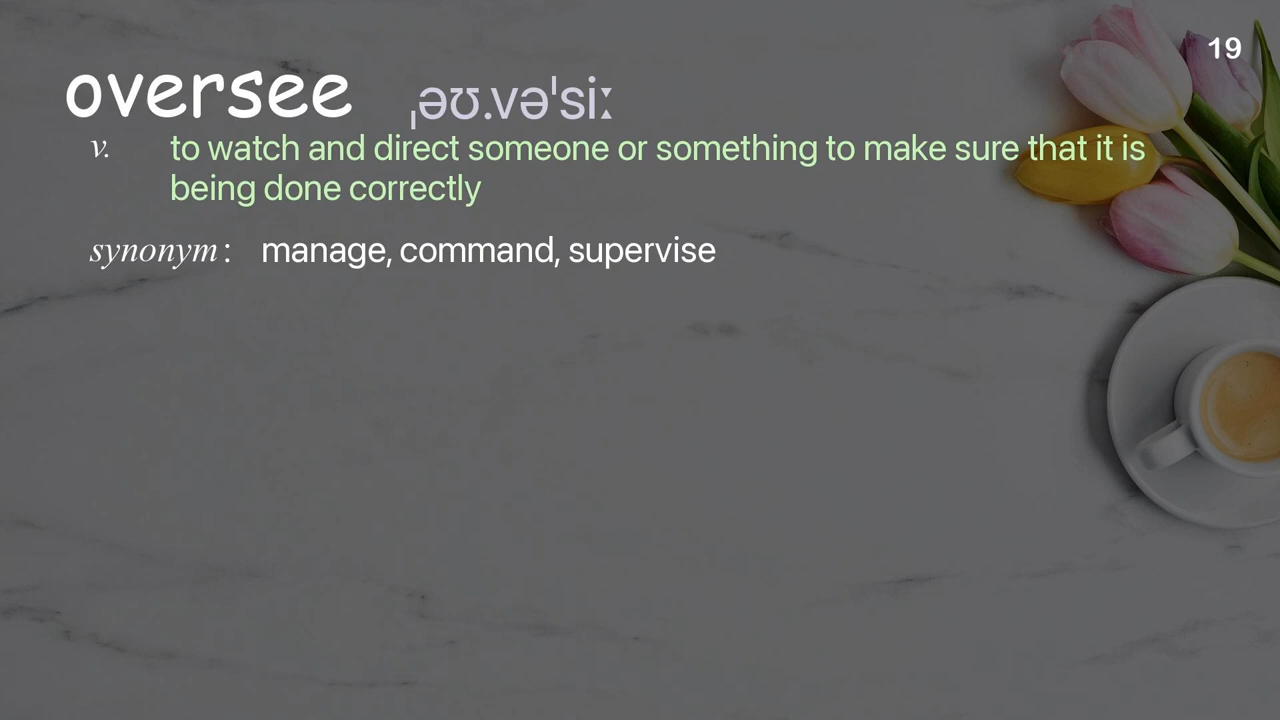 19
oversee ˌəʊ.vəˈsiː
v. to watch and direct someone or something to make sure that it is
being done correctly
synonym : manage, command, supervise